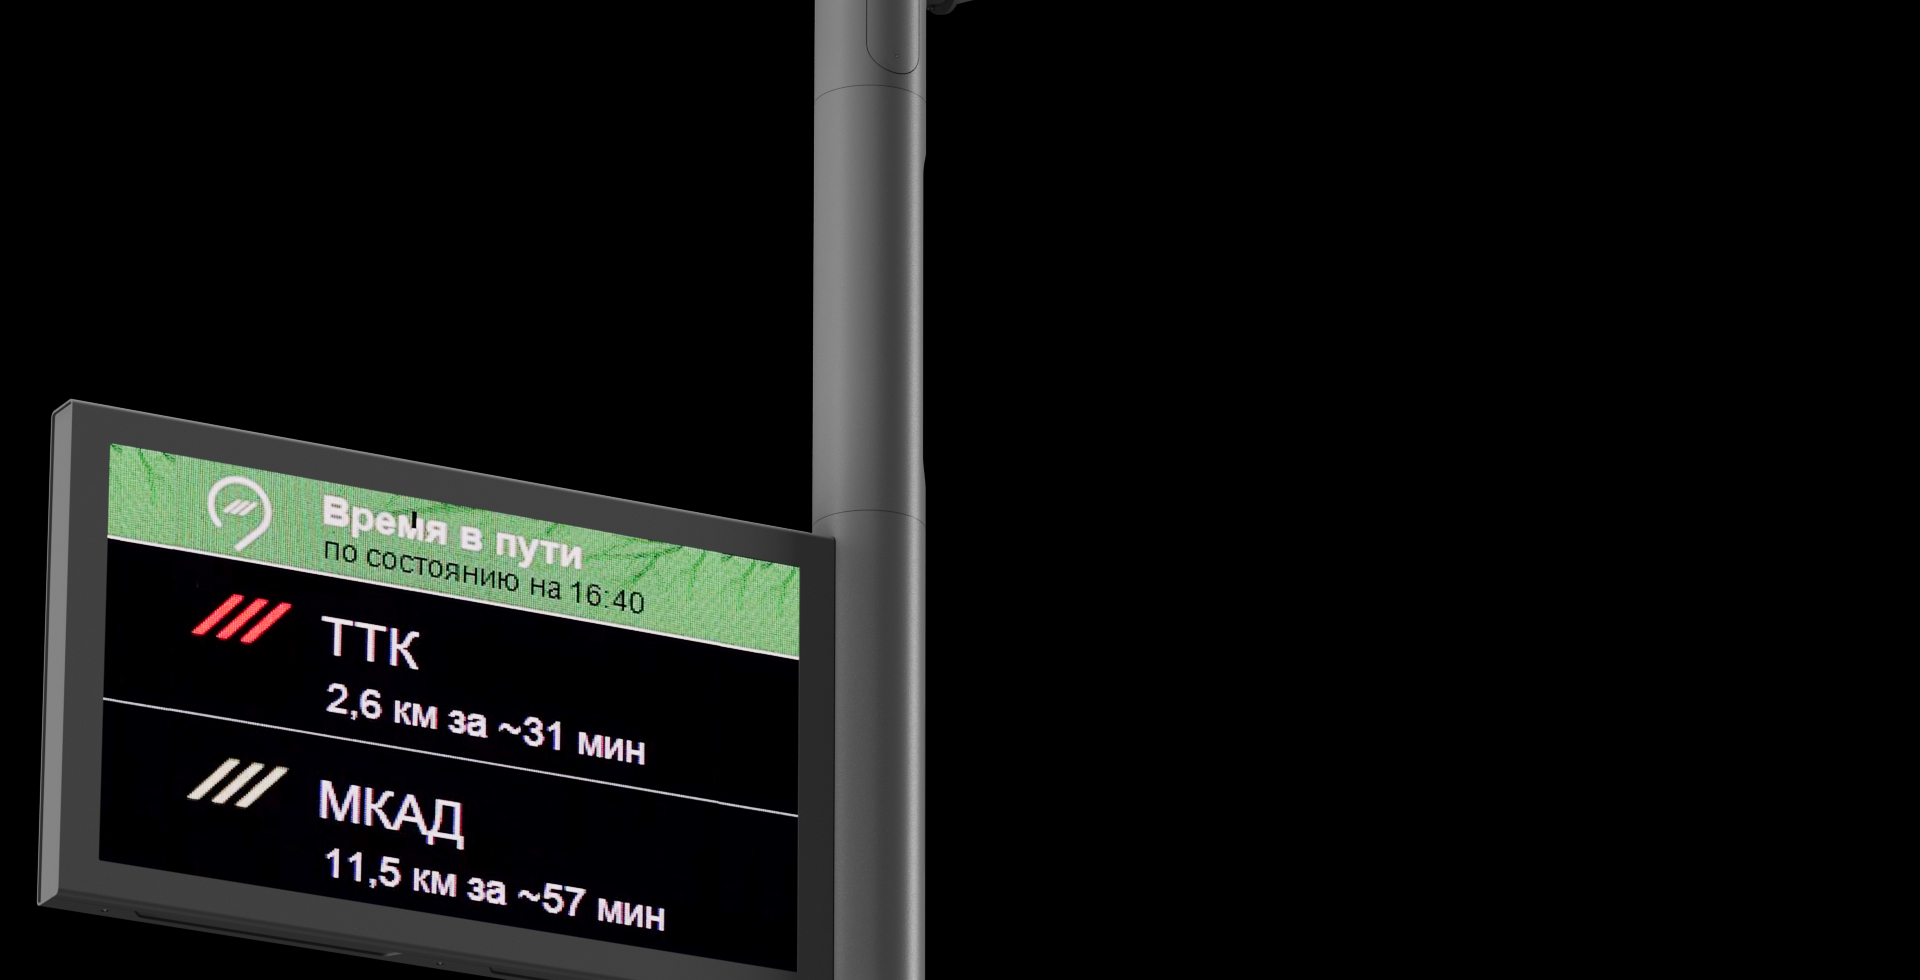 Время в пути
по состоянию на 16:40
ТТК
2,6 км за ~31 мин
МКАД
11,5 км за ~57 мин